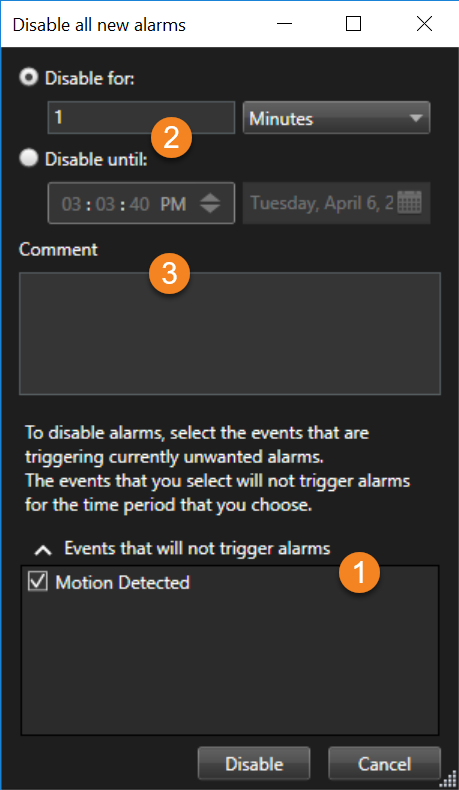 Disable all new alarms
Disable for:
1
Minutes
2
Disable until:
03 : 03 : 40 PM
Tuesday, April 6, 2
Comment
3
To disable alarms, select the events that are
triggering currently unwanted alarms.
The events that you select will not trigger alarms
for the time period that you choose.
Events that will not trigger alarms
1
Motion Detected
Disable
Cancel